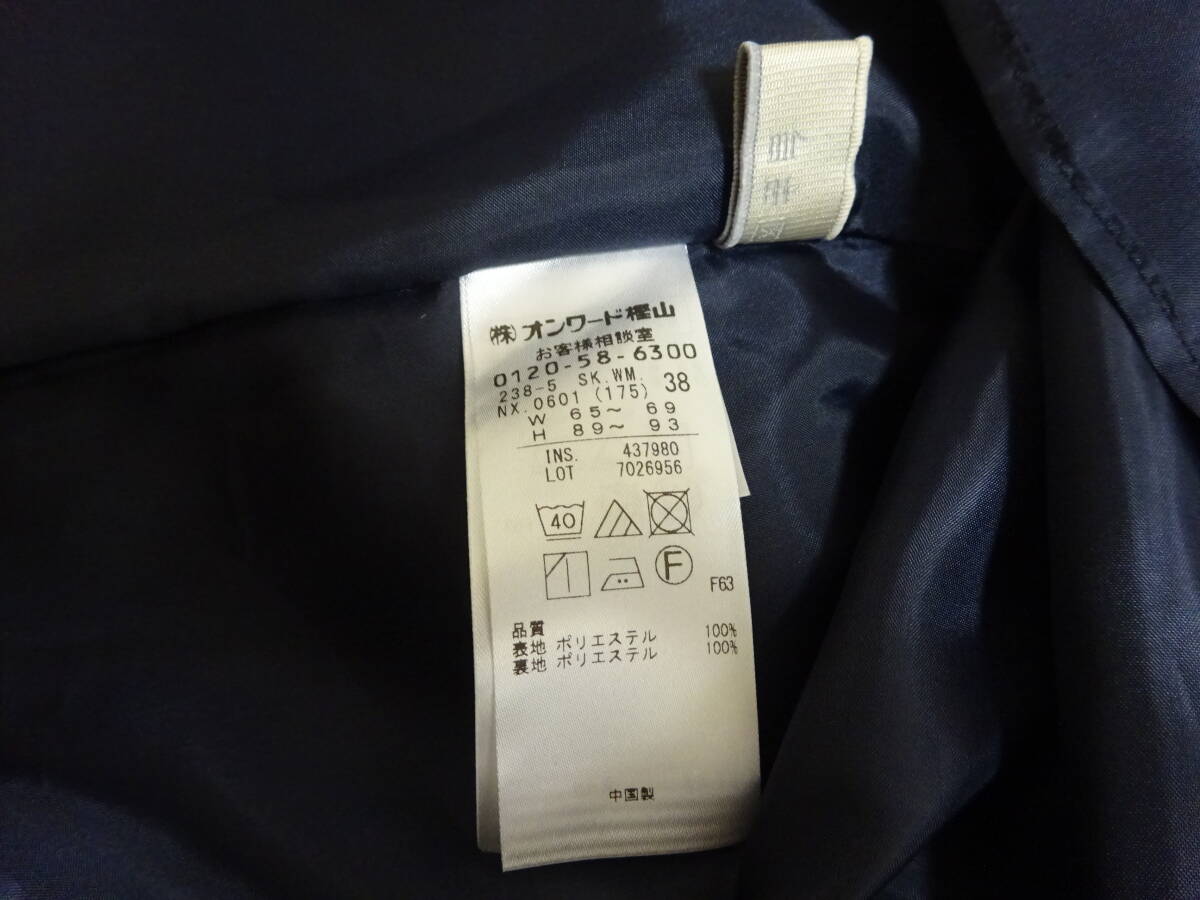 ㈱オンワード樫山
お客様相談室
0120-58-6300
238-5 SK.WM. 38
NX.0601 (175)
W 65～ 69
H 89～ 93
INS. 437980
LOT 7026956
40
F
F63
品質
表地 ポリエステル 100%
裏地 ポリエステル 100%
中国製